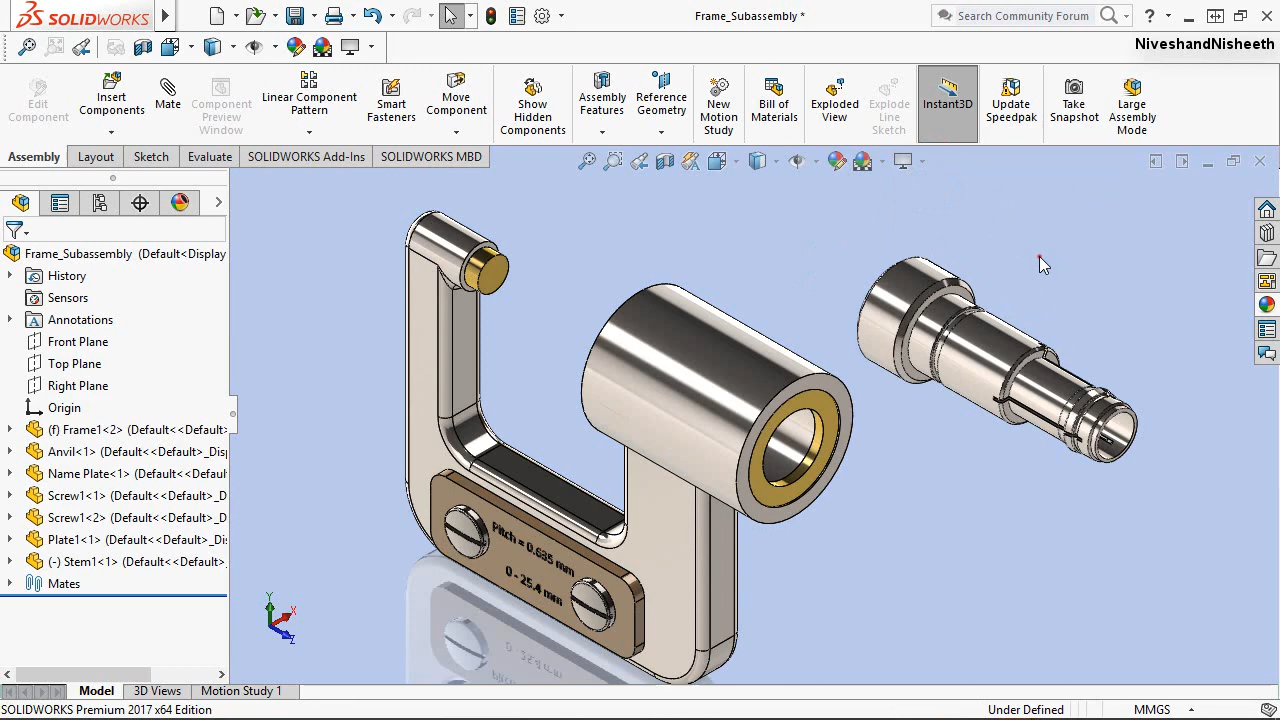 SOLIDWORKS
Frame_Subassembly
Search Community Forum
?
NiveshandNisheeth
Edit
Component
Insert
Components
Mate
Component
Preview
Window
Linear Component
Pattern
Smart
Fasteners
Move
Component
Show
Hidden
Components
Assembly
Features
Reference
Geometry
New
Motion
Study
Bill of
Materials
Exploded
View
Explode
Line
Sketch
Instant3D
Update
Speedpak
Take
Snapshot
Large
Assembly
Mode
Assembly Layout Sketch Evaluate SOLIDWORKS Add-Ins SOLIDWORKS MBD
Frame_Subassembly (Default<Display
History
Sensors
Annotations
Front Plane
Top Plane
Right Plane
Origin
(f) Frame1<2> (Default<<Default>
Anvil<1> (Default<<Default>_Dis
Name Plate<1> (Default<<Default
Screw1<1> (Default<<Default>_D
Screw1<2> (Default<<Default>_D
Plate1<1> (Default<<Default>_Dis
(-) Stem1<1> (Default<<Default>
Mates
Pitch = 0.635 mm
0 - 25.4 mm
Y
X
Z
Model 3D Views Motion Study 1
SOLIDWORKS Premium 2017 x64 Edition
Under Defined
MMGS